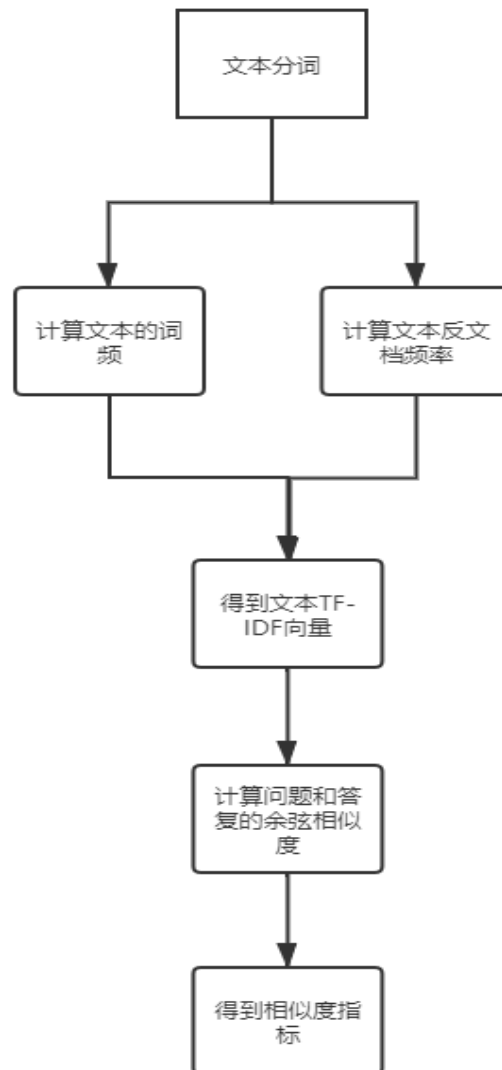 文本分词
计算文本的词
频
计算文本反文
档频率
得到文本TF-
IDF向量
计算问题和答
复的余弦相似
度
得到相似度指
标